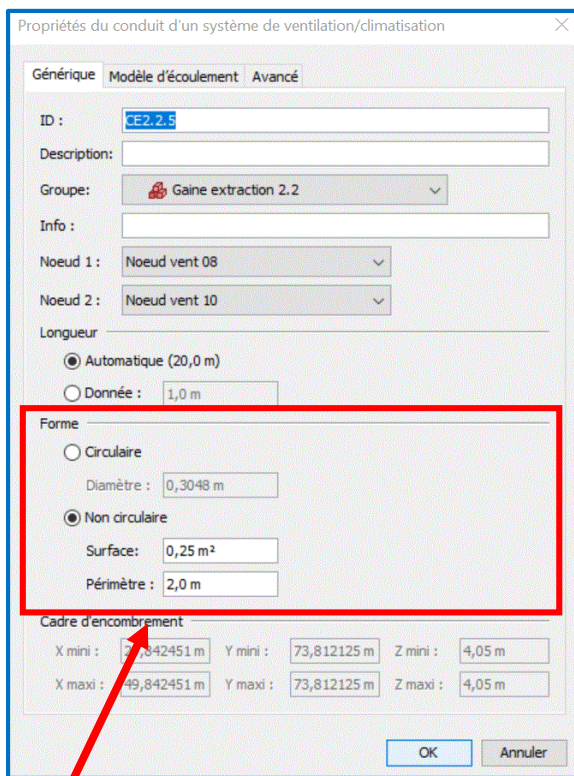 Propriétés du conduit d'un système de ventilation/climatisation
Générique Modèle d'écoulement Avancé
ID : CE2.2.5
Description:
Groupe: Gaine extraction 2.2
Info :
Noeud 1 : Noeud vent 08
Noeud 2 : Noeud vent 10
Longueur
Automatique (20,0 m)
Donnée : 1,0 m
Forme
Circulaire
Diamètre : 0,3048 m
Non circulaire
Surface: 0,25 m²
Périmètre : 2,0 m
Cadre d'encombrement
X mini : Y mini : 73,812125 m Z mini : 4,05 m
X maxi : 49,842451 m Y maxi : 73,812125 m Z maxi : 4,05 m
OK Annuler